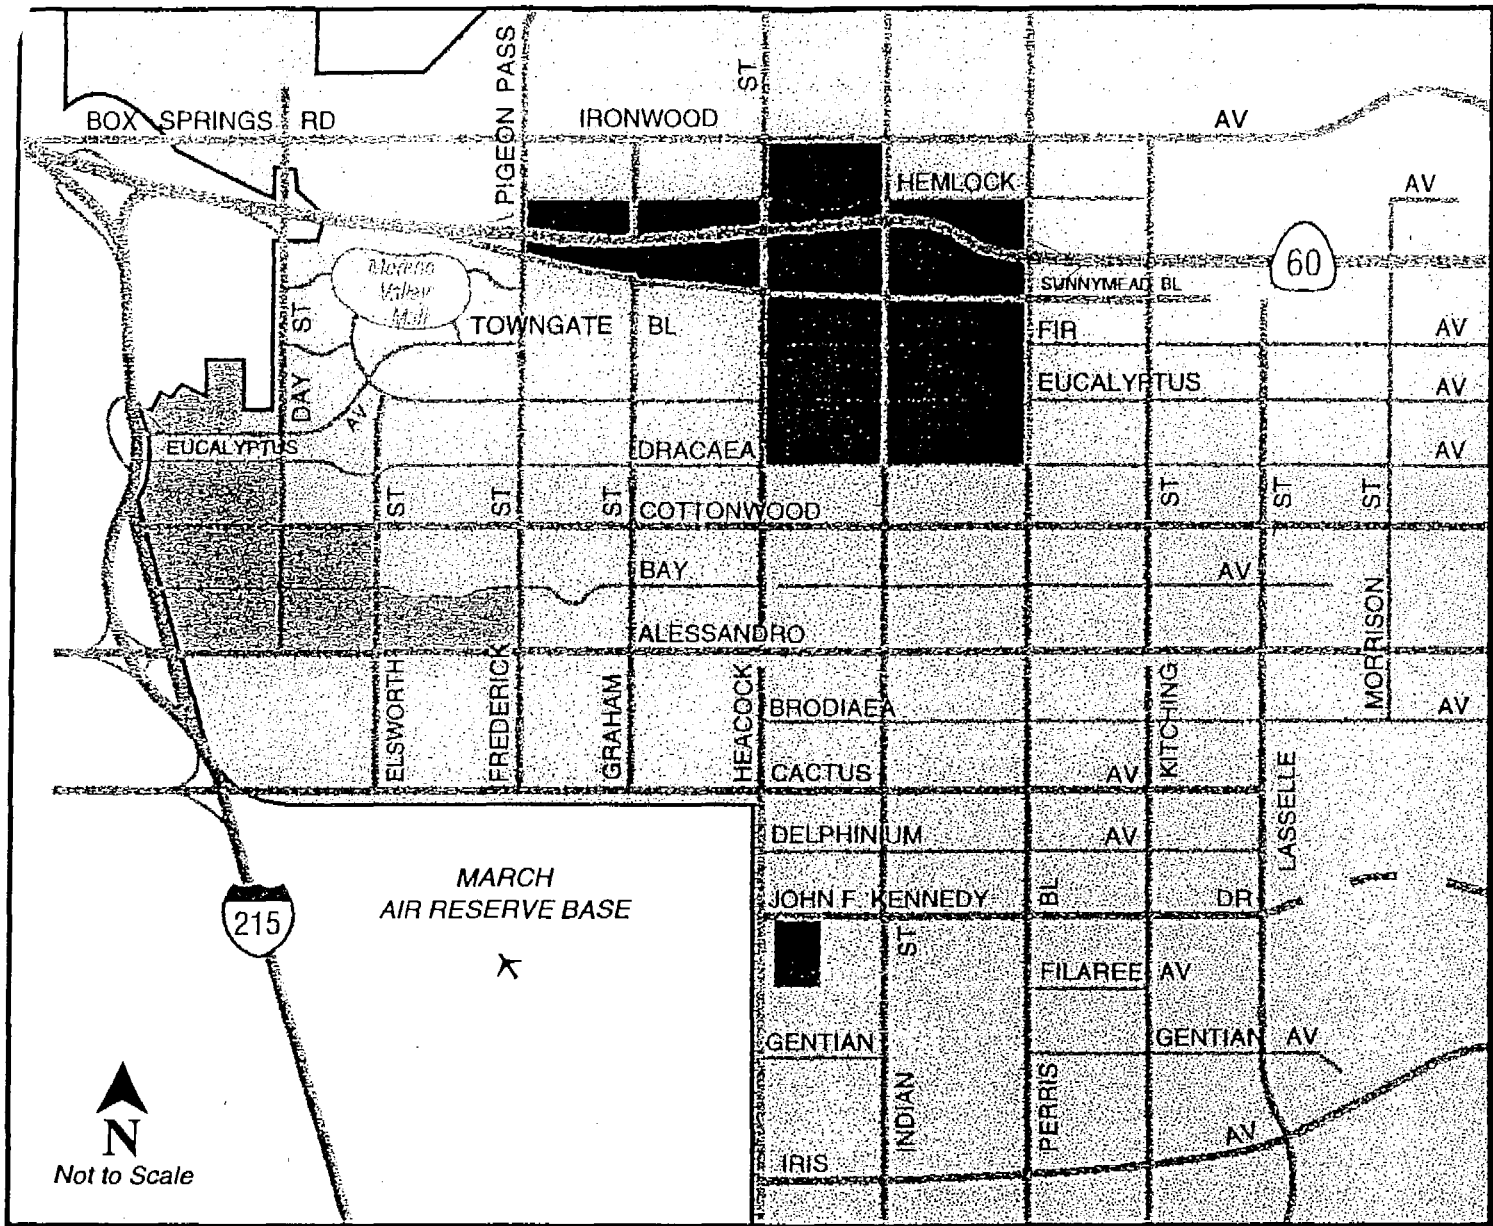 PIGEON PASS
ST
BOX SPRINGS RD
IRONWOOD
AV
HEMLOCK
AV
Moreno
Valley
Mall
60
SUNNYMEAD BL
ST
TOWNGATE BL
FIR
AV
DAY
EUCALYPTUS
AV
AV
EUCALYPTUS
DRACAEA
AV
ST
ST
ST
ST
ST
ST
COTTONWOOD
BAY
AV
ALESSANDRO
MORRISON
ELSWORTH
FREDERICK
GRAHAM
HEACOCK
KITCHING
BRODIAEA
AV
CACTUS
AV
LASSELLE
DELPHINIUM
AV
MARCH
AIR RESERVE BASE
JOHN F. KENNEDY
BL
DR
215
ST
FILAREE AV
GENTIAN
GENTIAN AV
INDIAN
PERRIS
N
Not to Scale
IRIS
AV